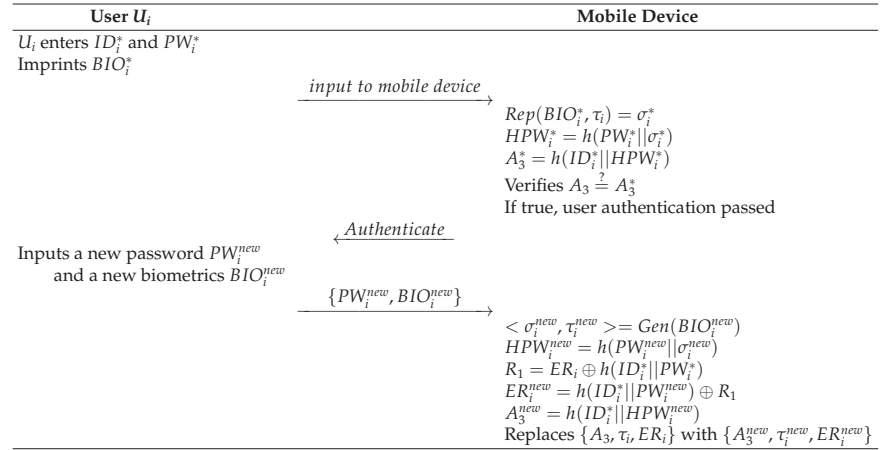 User U_i Mobile Device
U_i enters ID_i^* and PW_i^*
Imprints BIO_i^*
input to mobile device
Rep(BIO_i^*, τ_i) = σ_i^*
HPW_i^* = h(PW_i^*||σ_i^*)
A_3^* = h(ID_i^*||HPW_i^*)
Verifies A_3 ≟ A_3^*
If true, user authentication passed
Authenticate
Inputs a new password PW_i^{new}
and a new biometrics BIO_i^{new}
{PW_i^{new}, BIO_i^{new}}
< σ_i^{new}, τ_i^{new} >= Gen(BIO_i^{new})
HPW_i^{new} = h(PW_i^{new}||σ_i^{new})
R_1 = ER_i ⊕ h(ID_i^*||PW_i^*)
ER_i^{new} = h(ID_i^*||PW_i^{new}) ⊕ R_1
A_3^{new} = h(ID_i^*||HPW_i^{new})
Replaces {A_3, τ_i, ER_i} with {A_3^{new}, τ_i^{new}, ER_i^{new}}